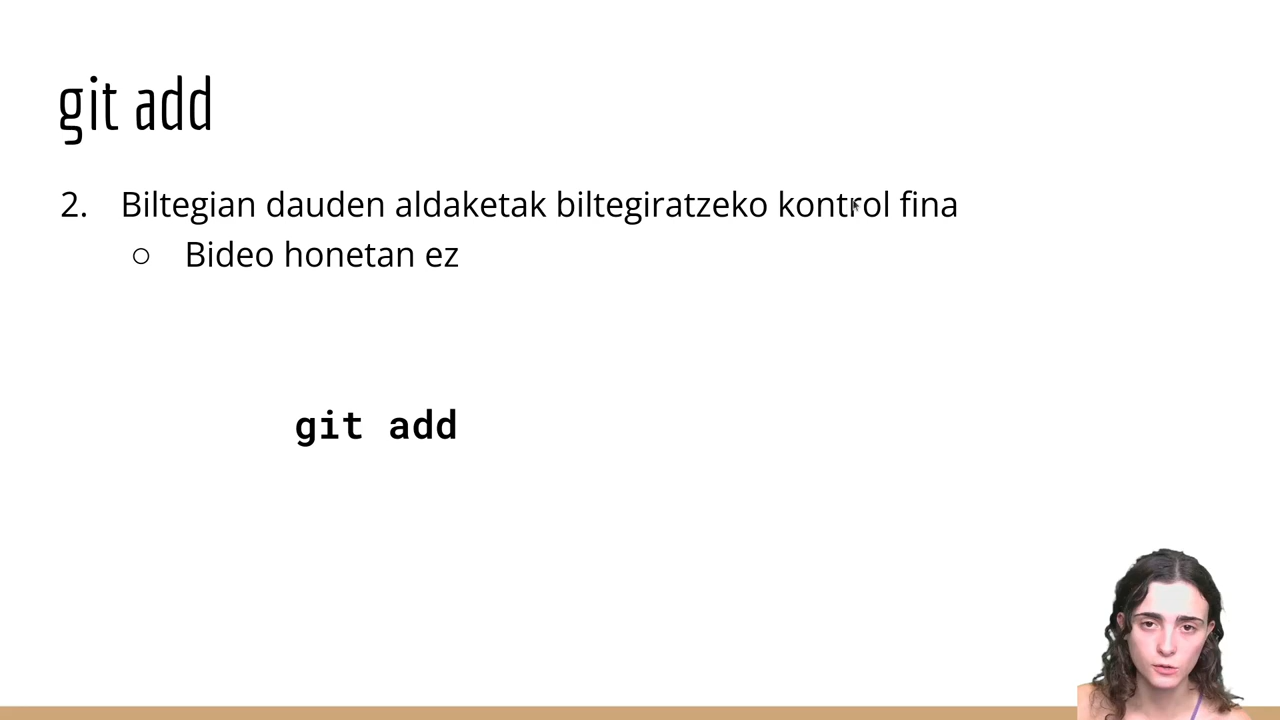 git add
2. Biltegian dauden aldaketak biltegiratzeko kontrol fina
○ Bideo honetan ez
git add